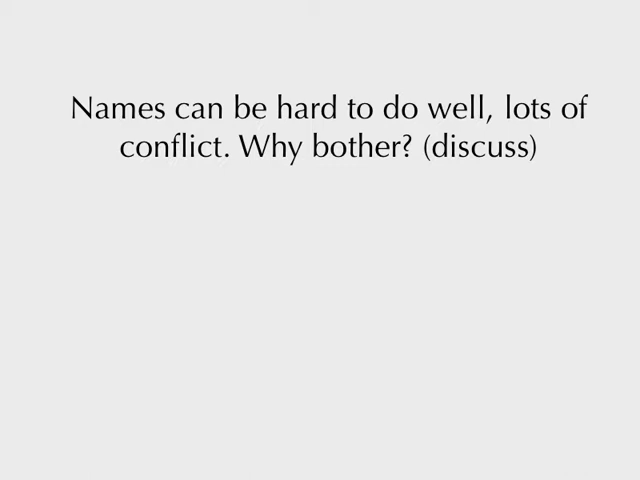 Names can be hard to do well, lots of
conflict. Why bother? (discuss)